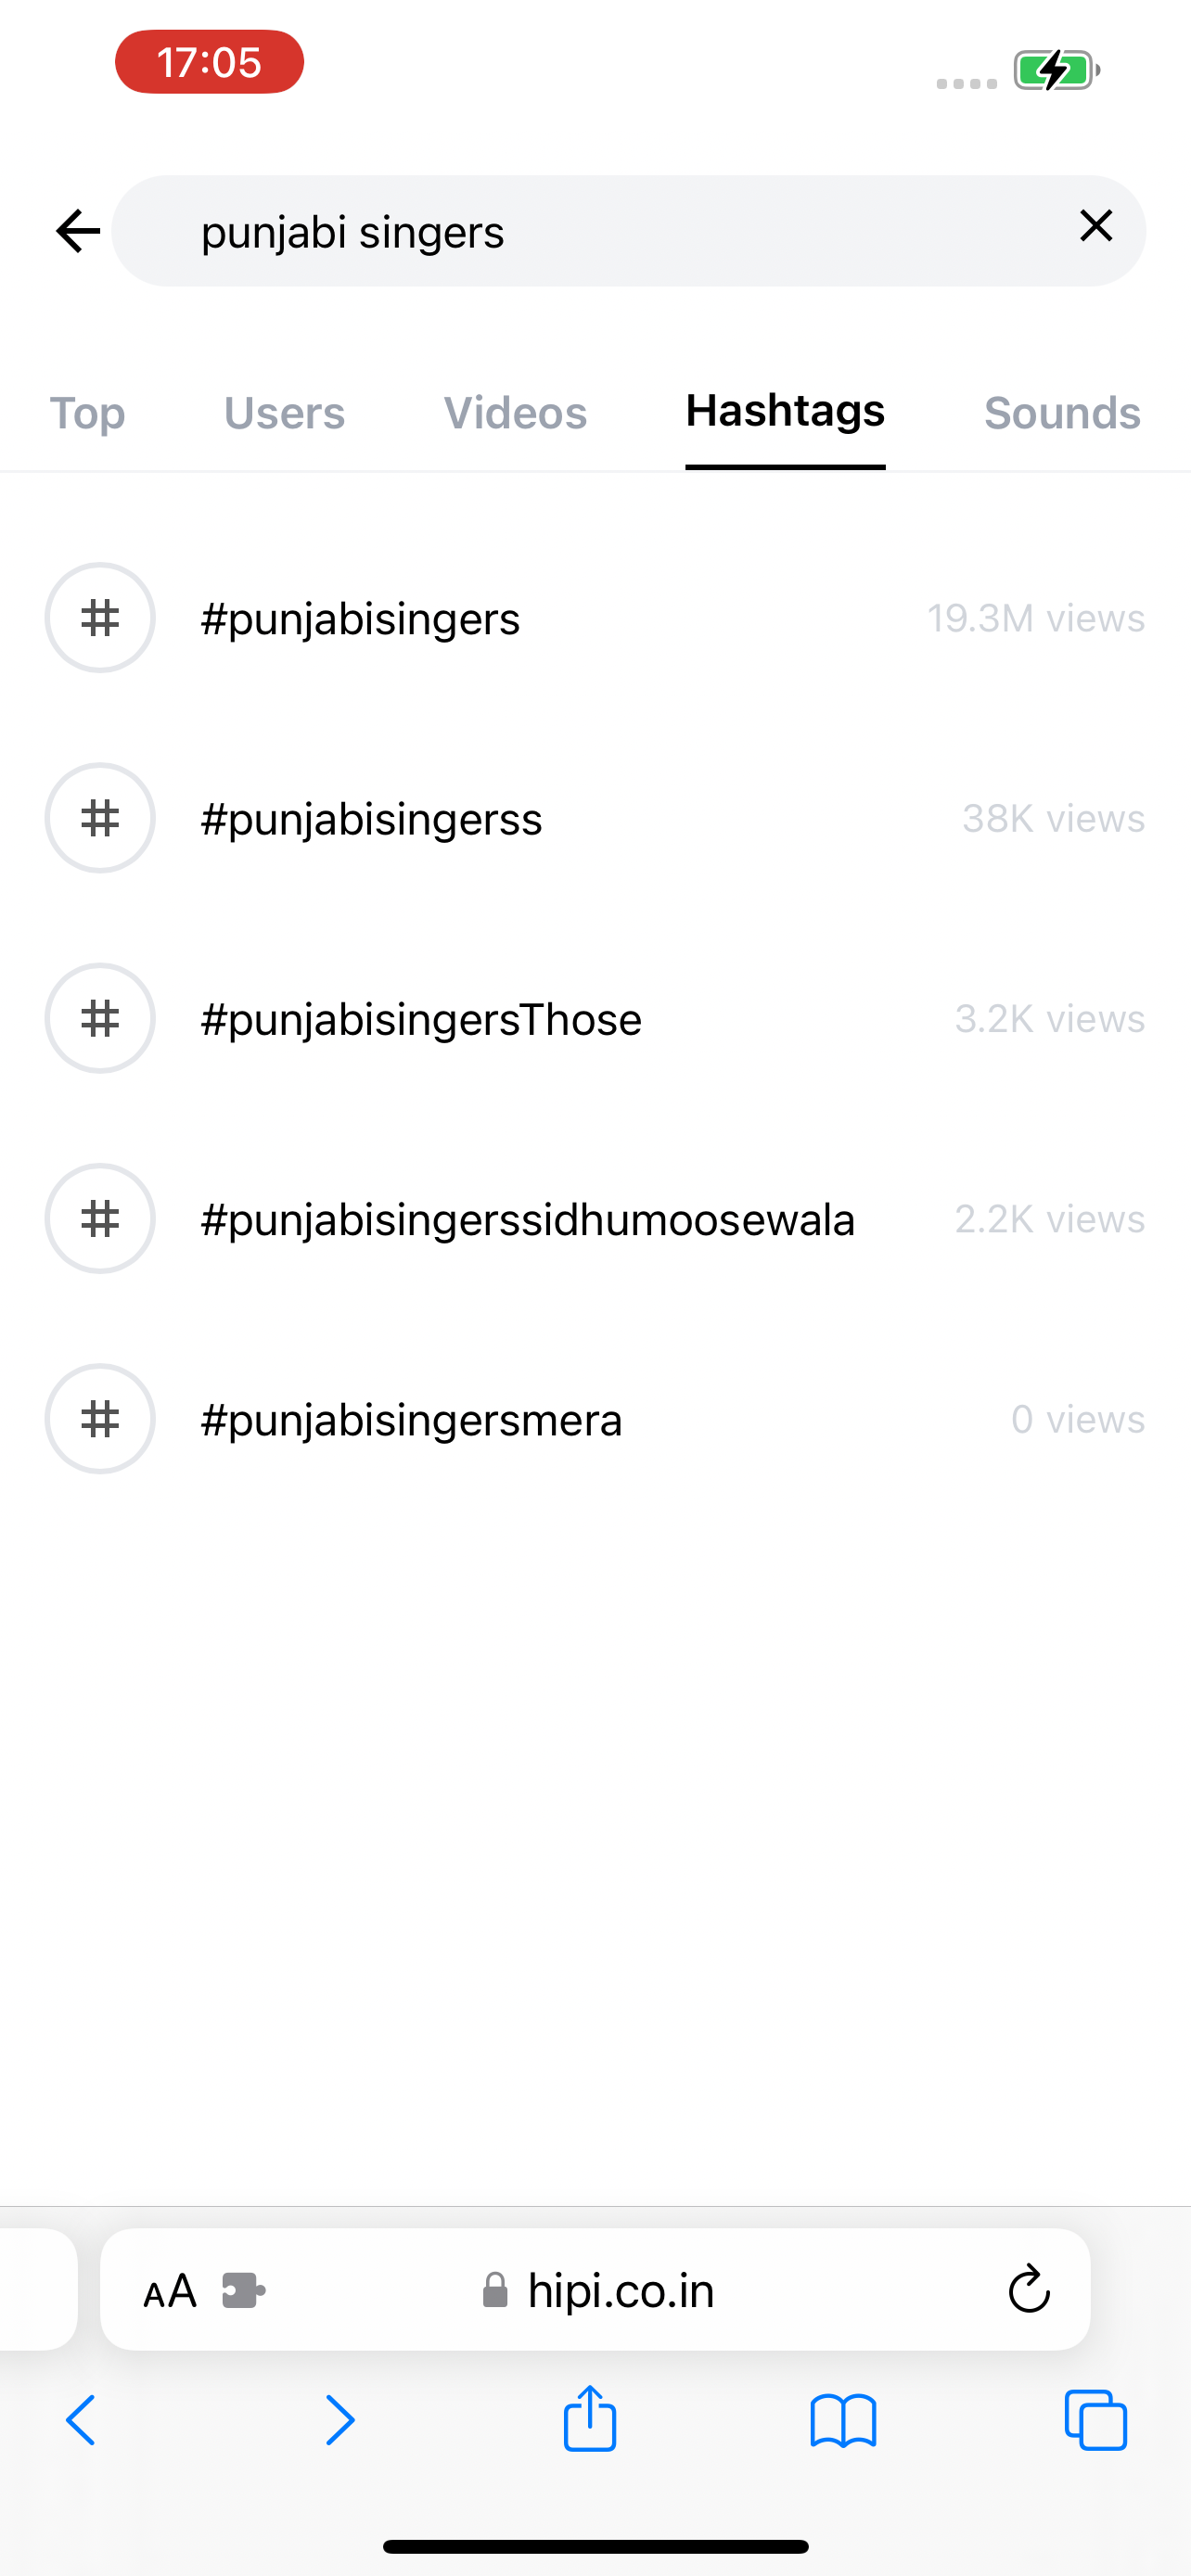 17:05
punjabi singers
Top Users Videos Hashtags Sounds
#punjabisingers 19.3M views
#punjabisingerss 38K views
#punjabisingersThose 3.2K views
#punjabisingerssidhumoosewala 2.2K views
#punjabisingersmera 0 views
AA hipi.co.in